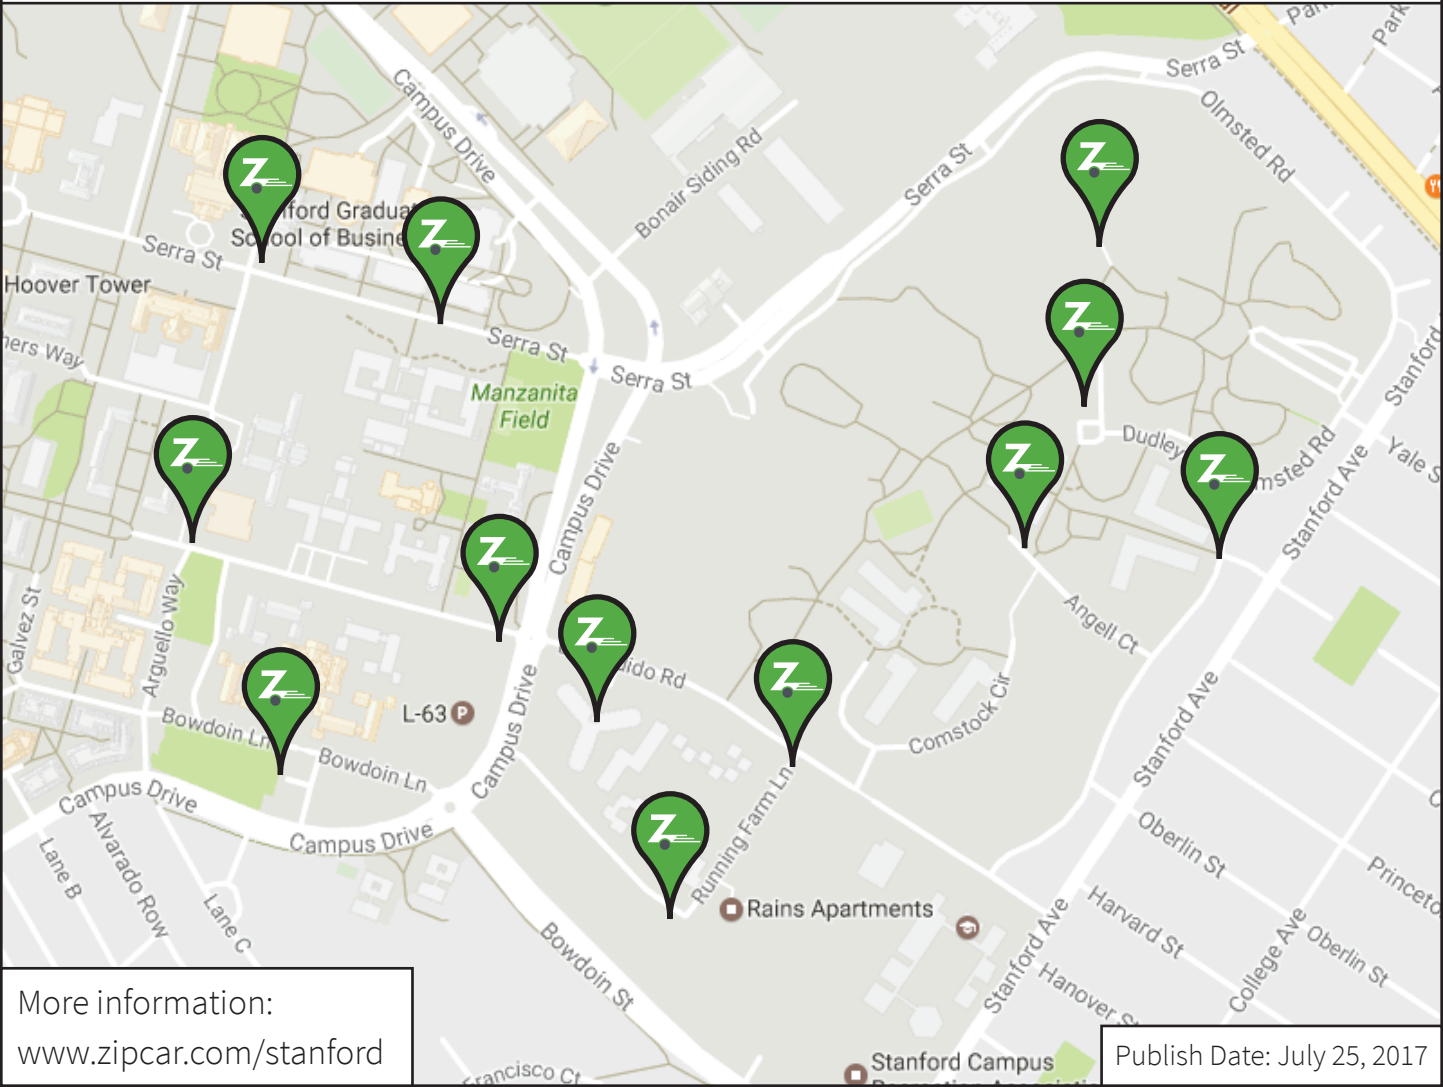 Serra St
Park
Campus Drive
Olmsted Rd
Bonair Siding Rd
Serra St
Z
Z
Z
Stanford Graduate
School of Business
Serra St
Hoover Tower
Z
Serra St
Serra St
Manzanita
Field
Stanford
Z
Z
Dudley
Z
Olmsted Rd
Yale S
Stanford Ave
Campus Drive
Z
Z
Angell Ct
Galvez St
Arguello Way
Z
ido Rd
Z
Z
L-63 P
Bowdoin Ln
Bowdoin Ln
Campus Drive
Comstock Cir
Stanford Ave
Campus Drive
Campus Drive
Z
Running Farm Ln
Oberlin St
Princeto
Lane B
Alvarado Row
Lane C
Rains Apartments
Harvard St
Stanford Ave
College Ave
Oberlin St
Bowdoin St
Hanover St
More information:
www.zipcar.com/stanford
Francisco Ct
Stanford Campus
Publish Date: July 25, 2017